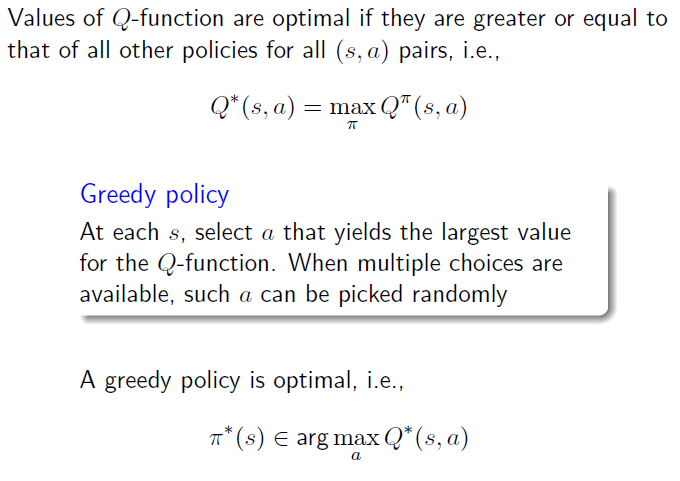 Values of Q-function are optimal if they are greater or equal to
that of all other policies for all (s, a) pairs, i.e.,
Q*(s, a) = max_π Q^π(s, a)
Greedy policy
At each s, select a that yields the largest value
for the Q-function. When multiple choices are
available, such a can be picked randomly
A greedy policy is optimal, i.e.,
π*(s) ∈ arg max_a Q*(s, a)